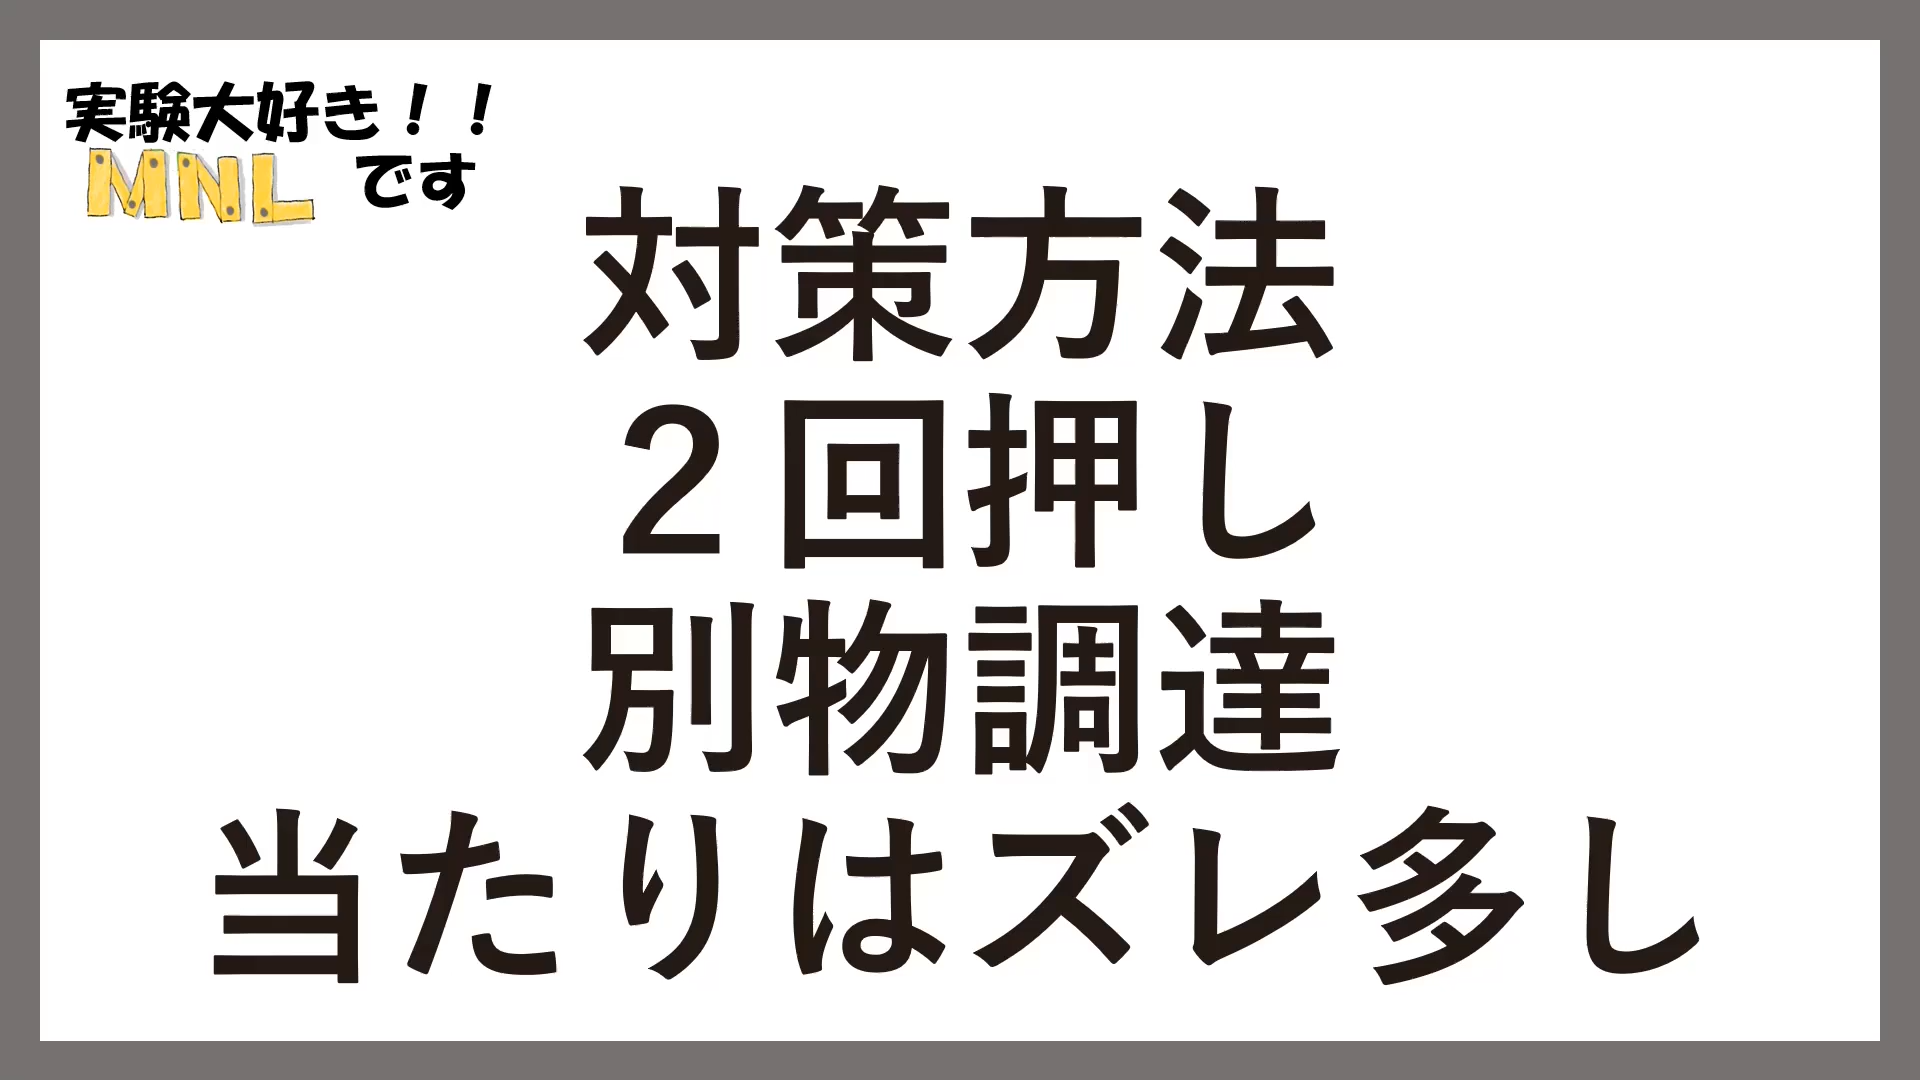 実験大好き！！
MNL です
対策方法
２回押し
別物調達
当たりはズレ多し